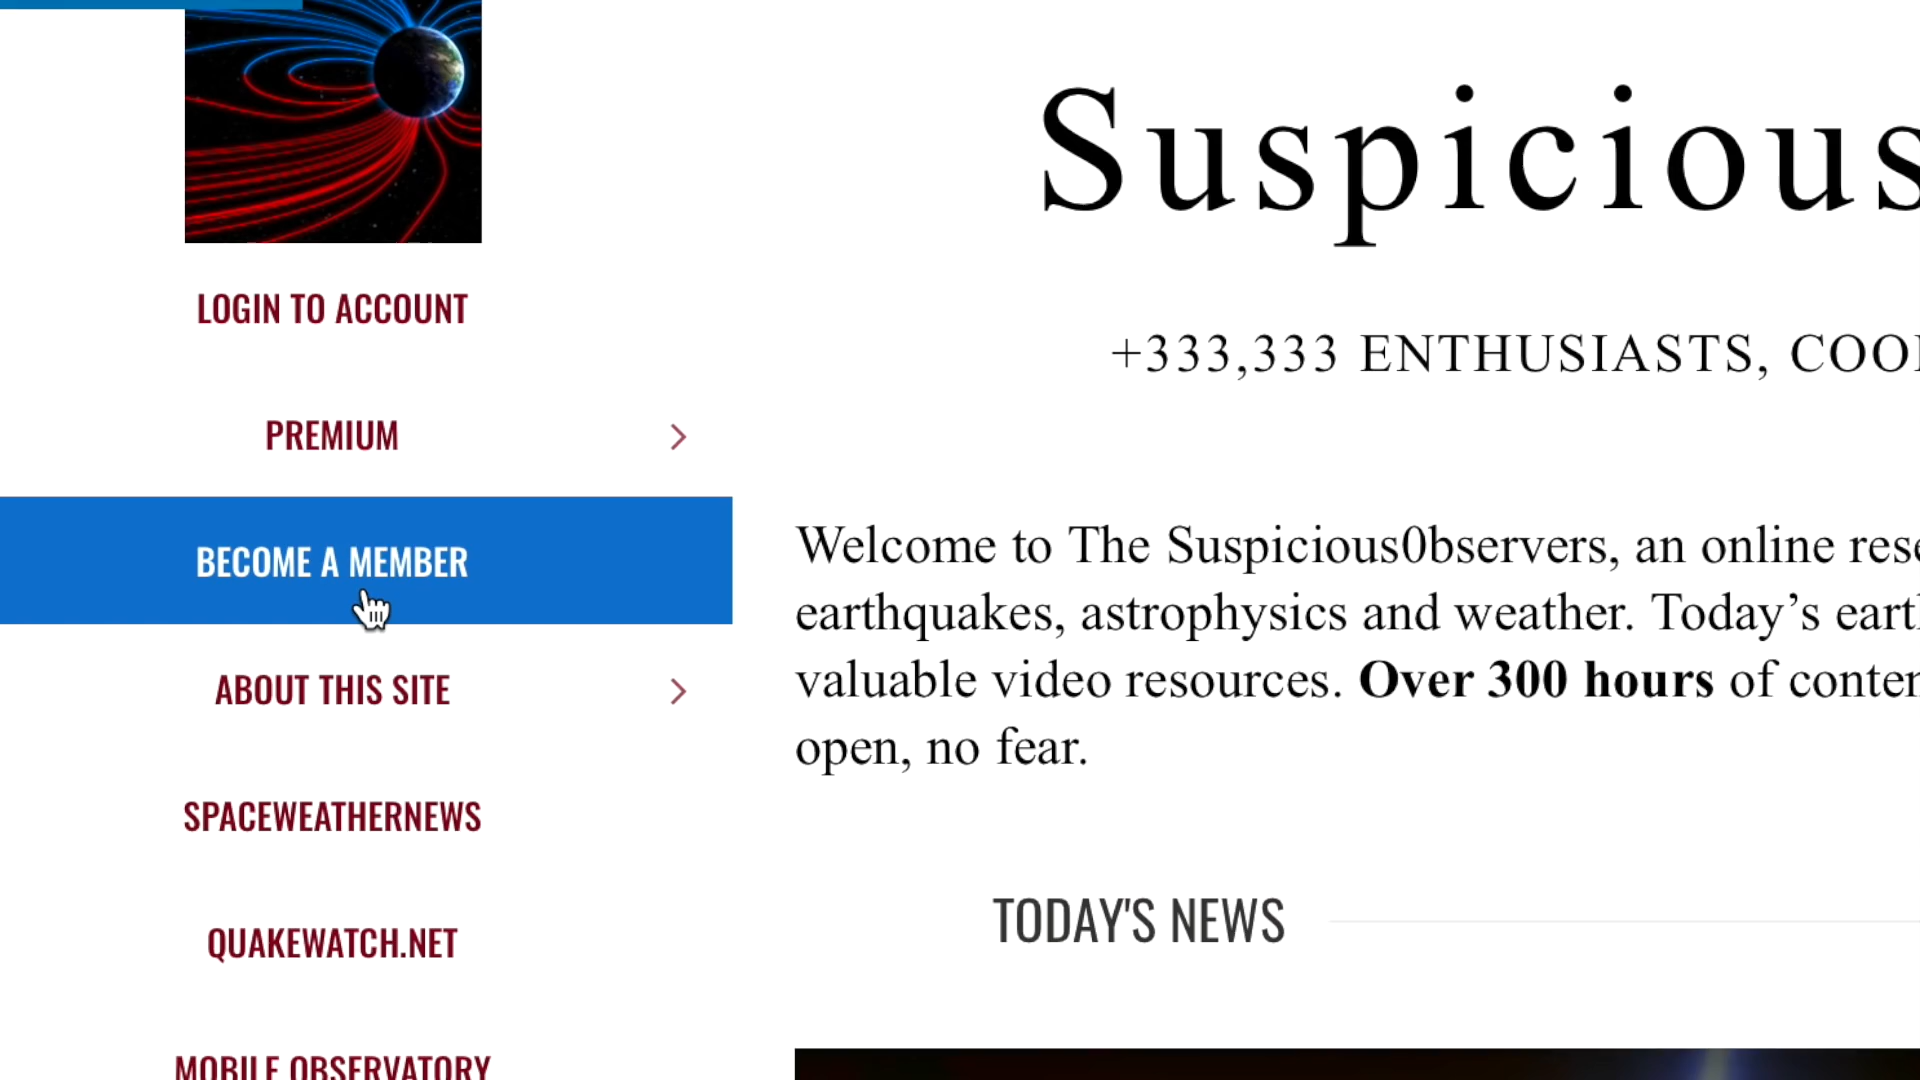 LOGIN TO ACCOUNT
PREMIUM
BECOME A MEMBER
ABOUT THIS SITE
SPACEWEATHERNEWS
QUAKEWATCH.NET
MOBILE OBSERVATORY
Suspicious
+333,333 ENTHUSIASTS,
Welcome to The Suspicious0bservers, an online
earthquakes, astrophysics and weather. Today’s
valuable video resources. Over 300 hours of
open, no fear.
TODAY'S NEWS